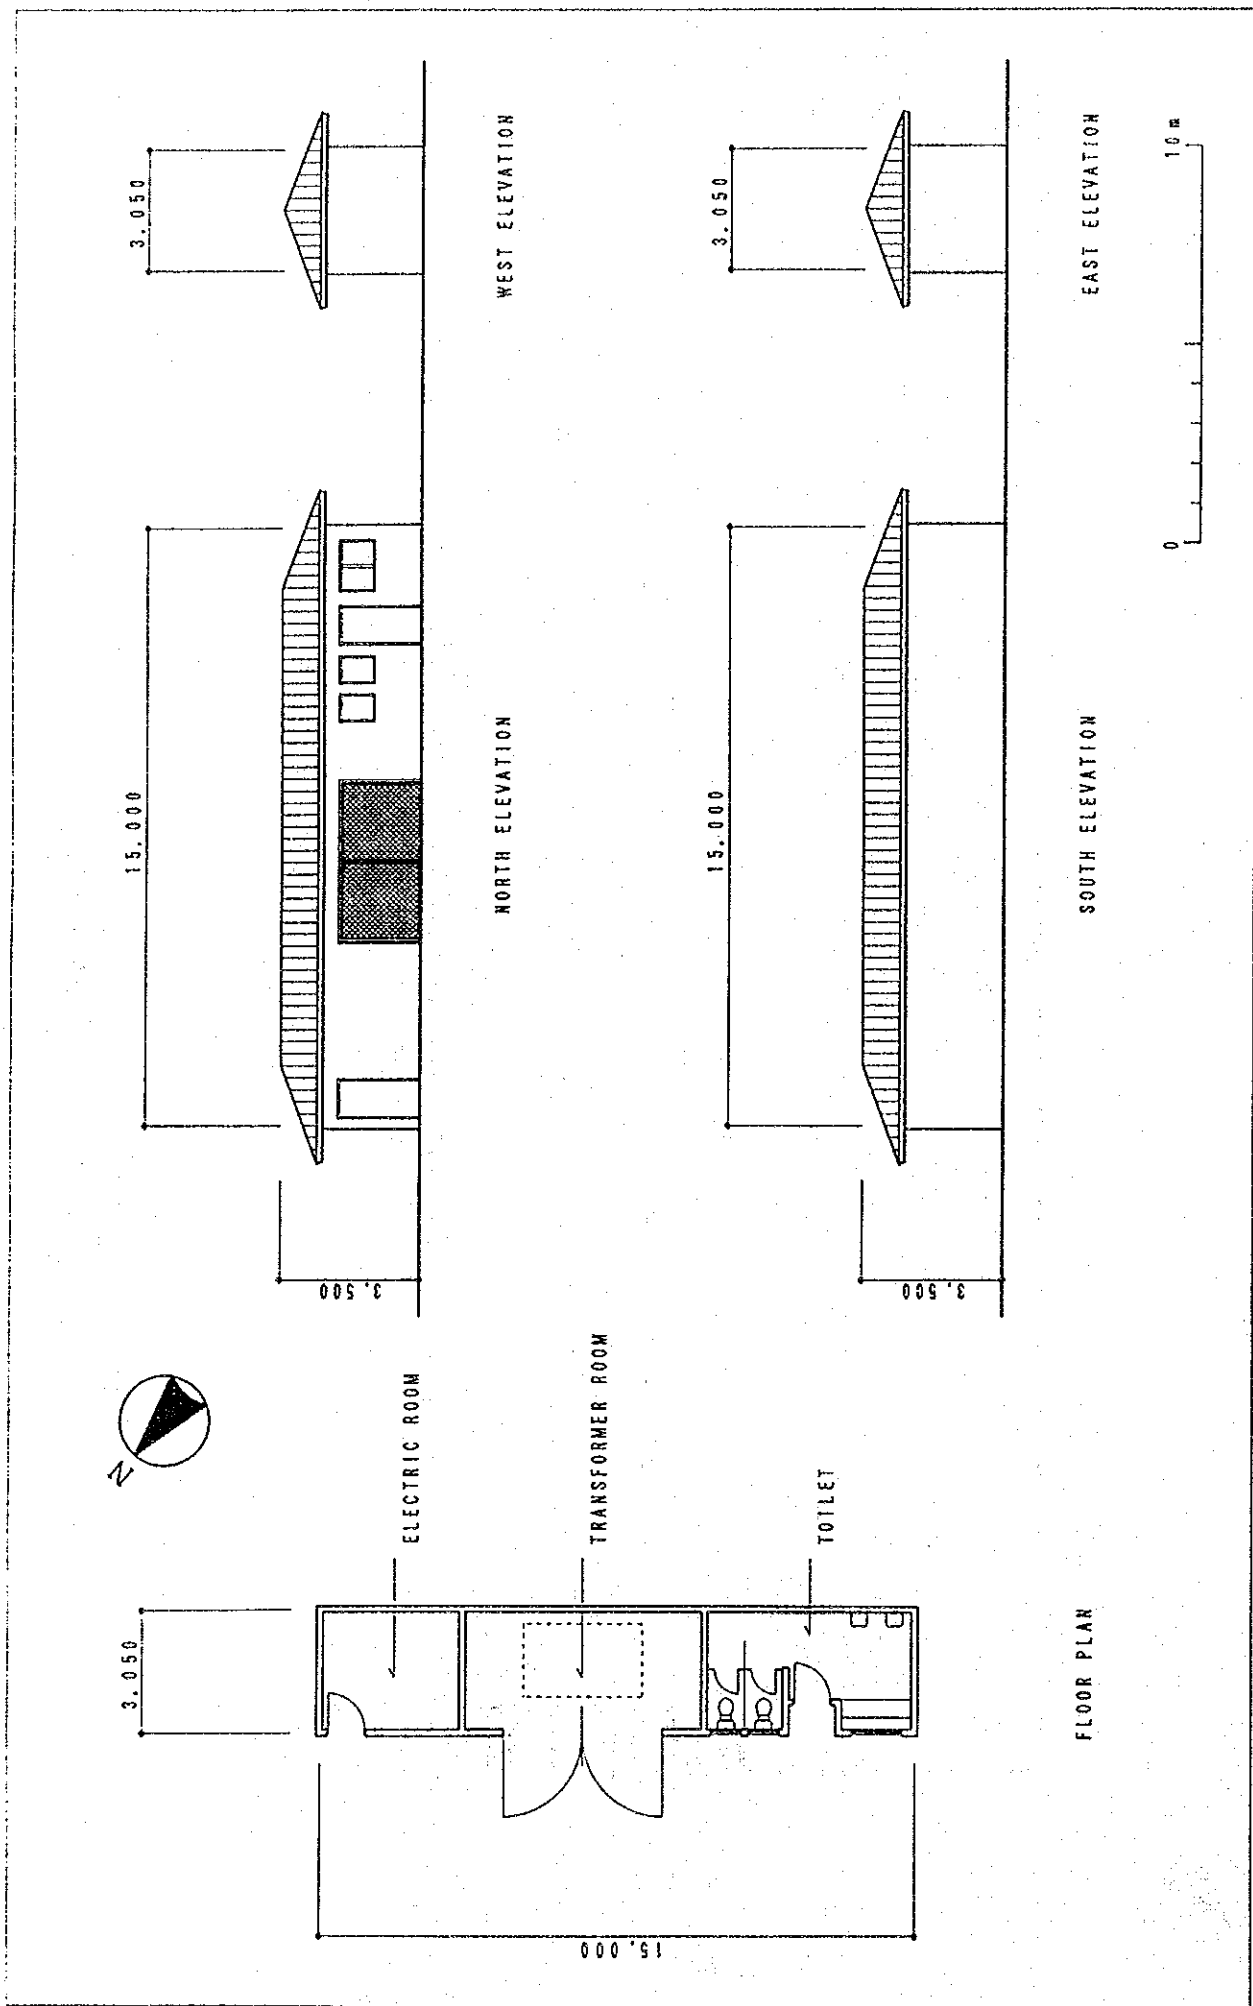 3.050
15.000
FLOOR PLAN
ELECTRIC ROOM
TRANSFORMER ROOM
TOILET
N
3.500
15.000
NORTH ELEVATION
3.050
WEST ELEVATION
3.500
15.000
SOUTH ELEVATION
3.050
EAST ELEVATION
0
10m